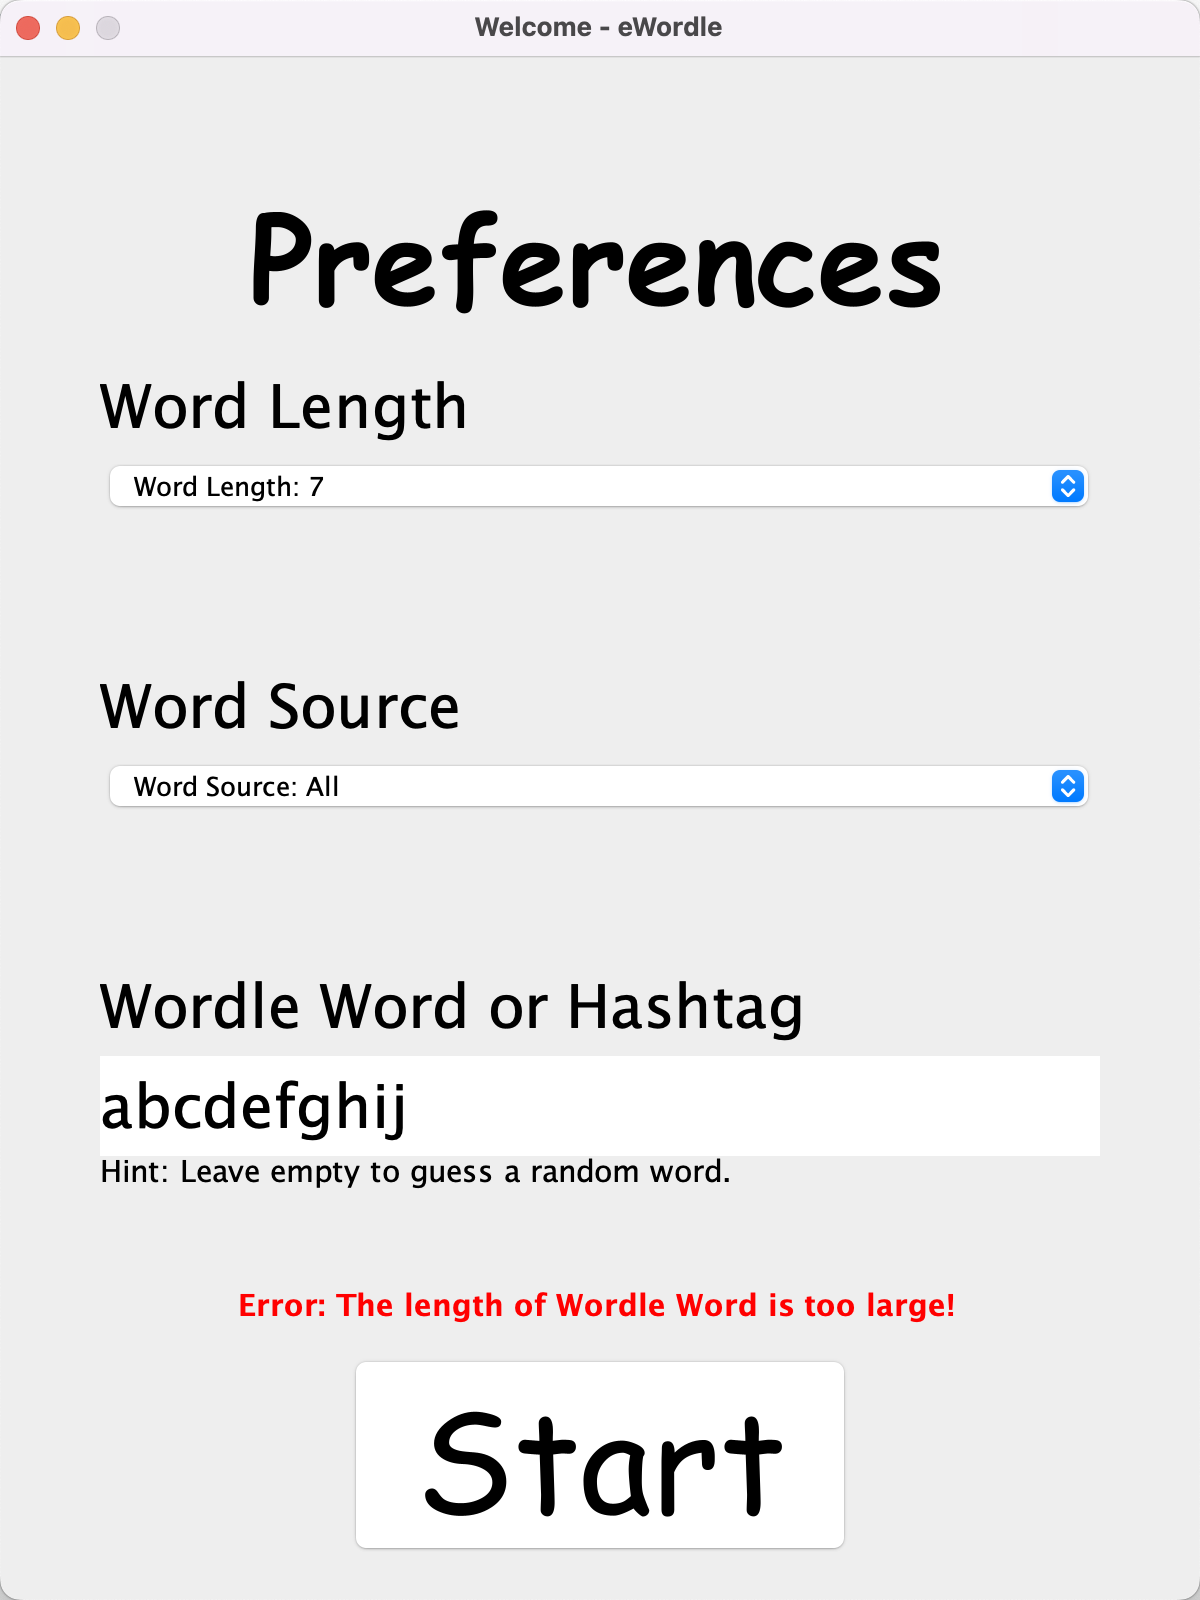 Welcome - eWordle
Preferences
Word Length
Word Length: 7
Word Source
Word Source: All
Wordle Word or Hashtag
abcdefghij
Hint: Leave empty to guess a random word.
Error: The length of Wordle Word is too large!
Start